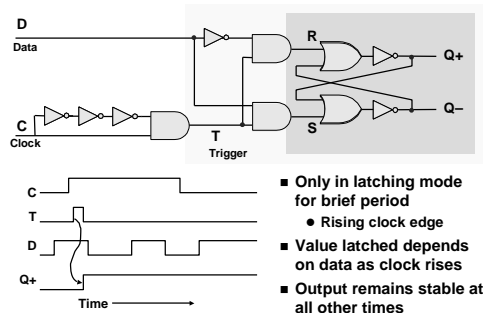 D
Data
R
Q+
Q–
C
Clock
T
S
Trigger
C
T
D
Q+
Time
■ Only in latching mode
for brief period
● Rising clock edge
■ Value latched depends
on data as clock rises
■ Output remains stable at
all other times